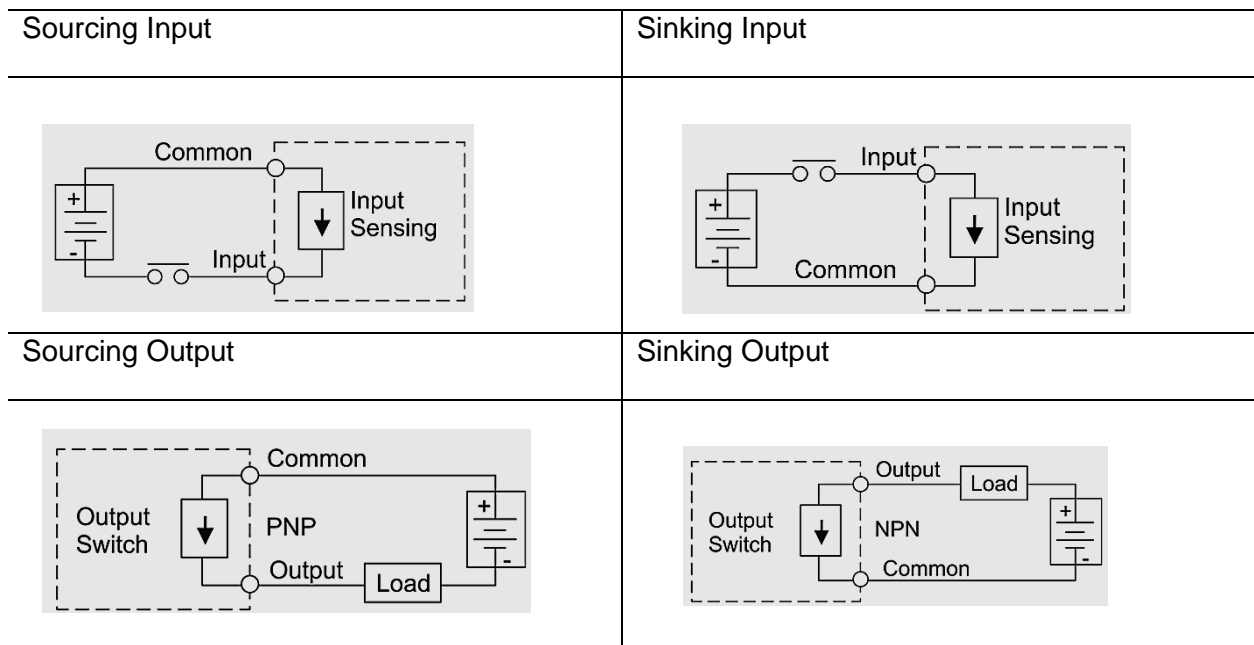 Sourcing Input
Sinking Input
Common
+
-
Input
Sensing
Input
Input
+
-
Input
Sensing
Common
Sourcing Output
Sinking Output
Common
Output
Switch
PNP
+
-
Output
Load
Output
Load
Output
Switch
NPN
+
-
Common